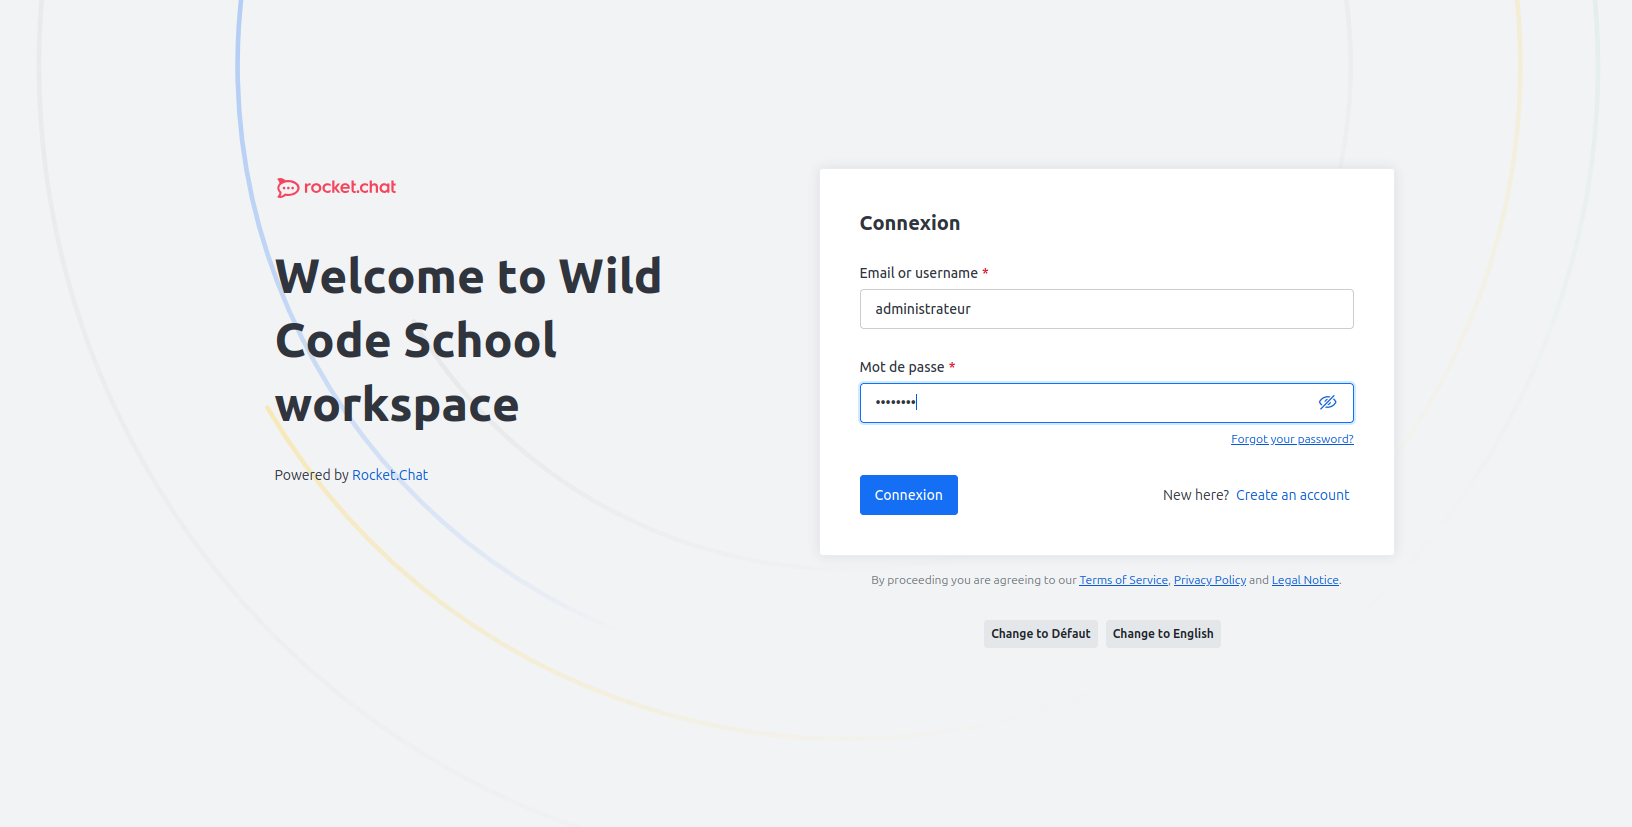 rocket.chat
Welcome to Wild
Code School
workspace
Powered by Rocket.Chat
Connexion
Email or username *
administrateur
Mot de passe *
••••••••
Forgot your password?
Connexion
New here? Create an account
By proceeding you are agreeing to our Terms of Service, Privacy Policy and Legal Notice.
Change to Défaut
Change to English